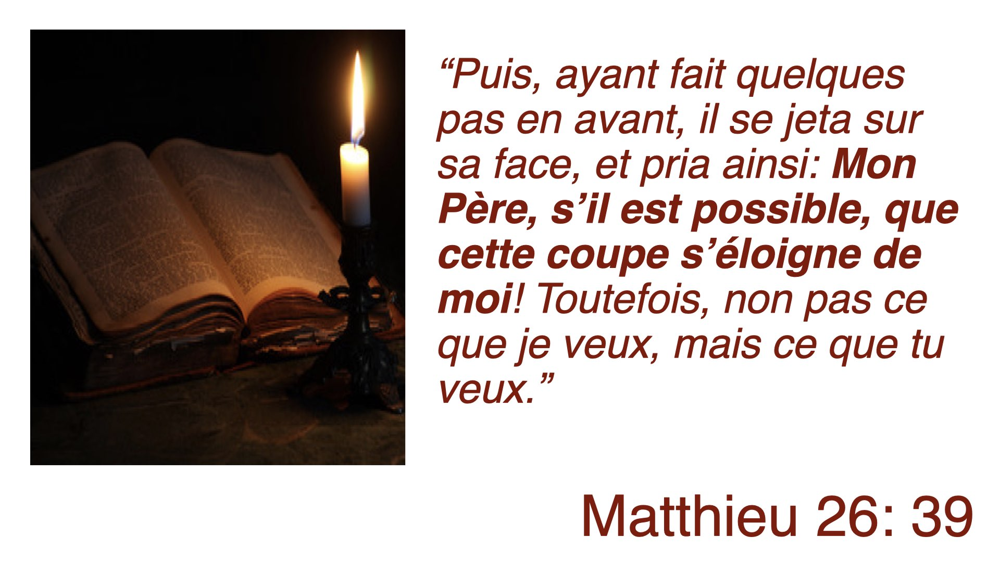 “Puis, ayant fait quelques
pas en avant, il se jeta sur
sa face, et pria ainsi: Mon
Père, s’il est possible, que
cette coupe s’éloigne de
moi! Toutefois, non pas ce
que je veux, mais ce que tu
veux.”
Matthieu 26: 39